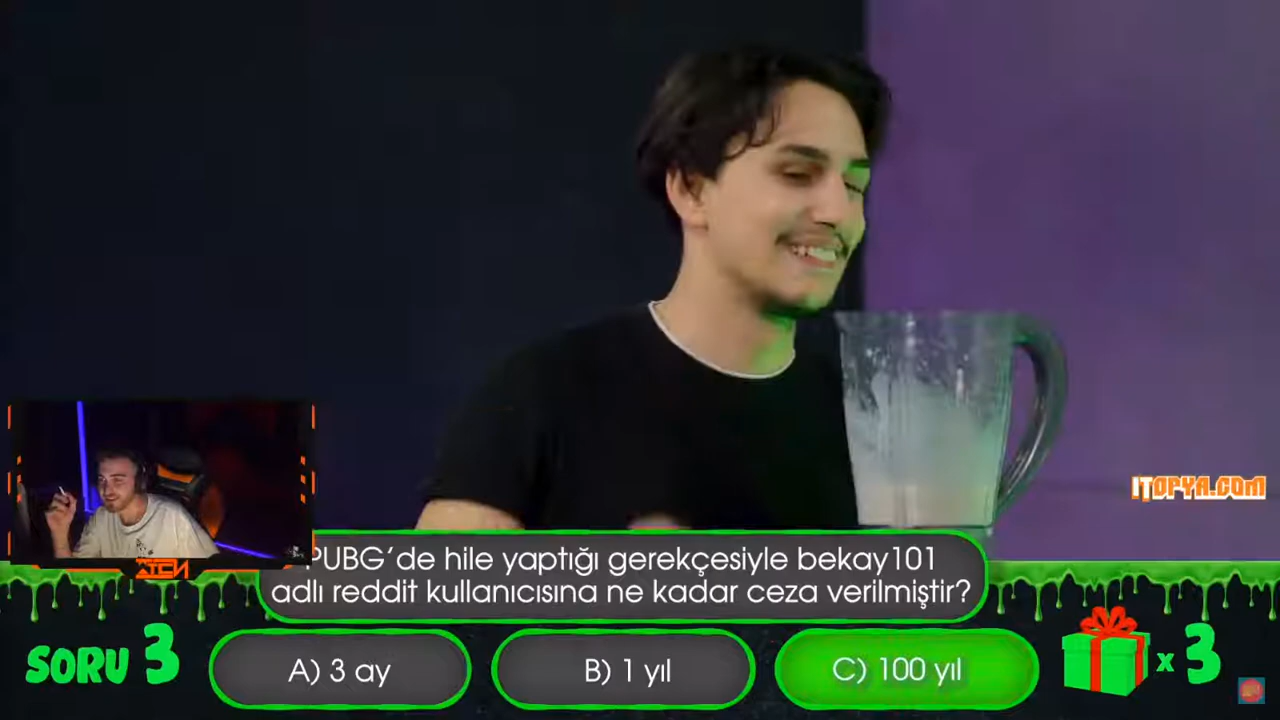 ITOPYA.COM
PUBG'de hile yaptığı gerekçesiyle bekay101
adlı reddit kullanıcısına ne kadar ceza verilmiştir?
SORU 3
A) 3 ay
B) 1 yıl
C) 100 yıl
x 3